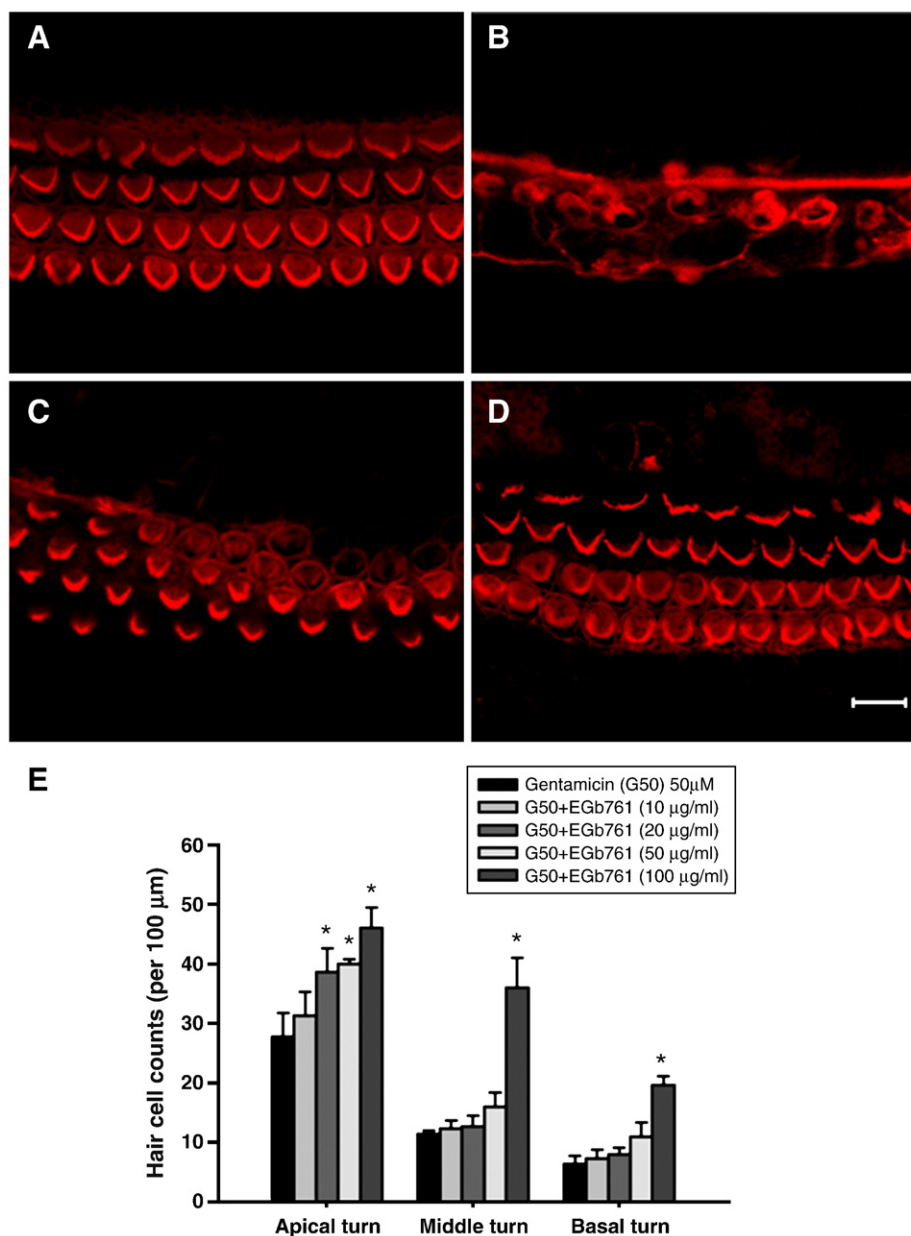 A
B
C
D
E
Gentamicin (G50) 50μM
G50+EGb761 (10 μg/ml)
G50+EGb761 (20 μg/ml)
G50+EGb761 (50 μg/ml)
G50+EGb761 (100 μg/ml)
Hair cell counts (per 100 μm)
60
50
40
30
20
10
0
* * *
*
*
Apical turn Middle turn Basal turn